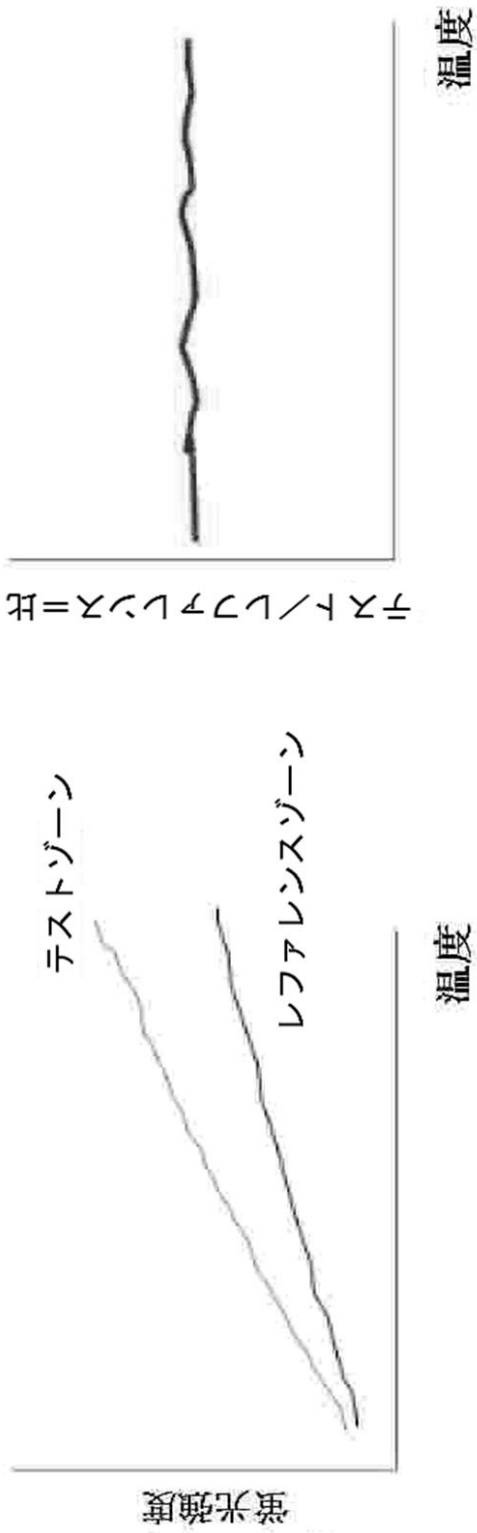 蛍光強度
テストゾーン
レファレンスゾーン
温度
テスト／レファレンス＝比
温度